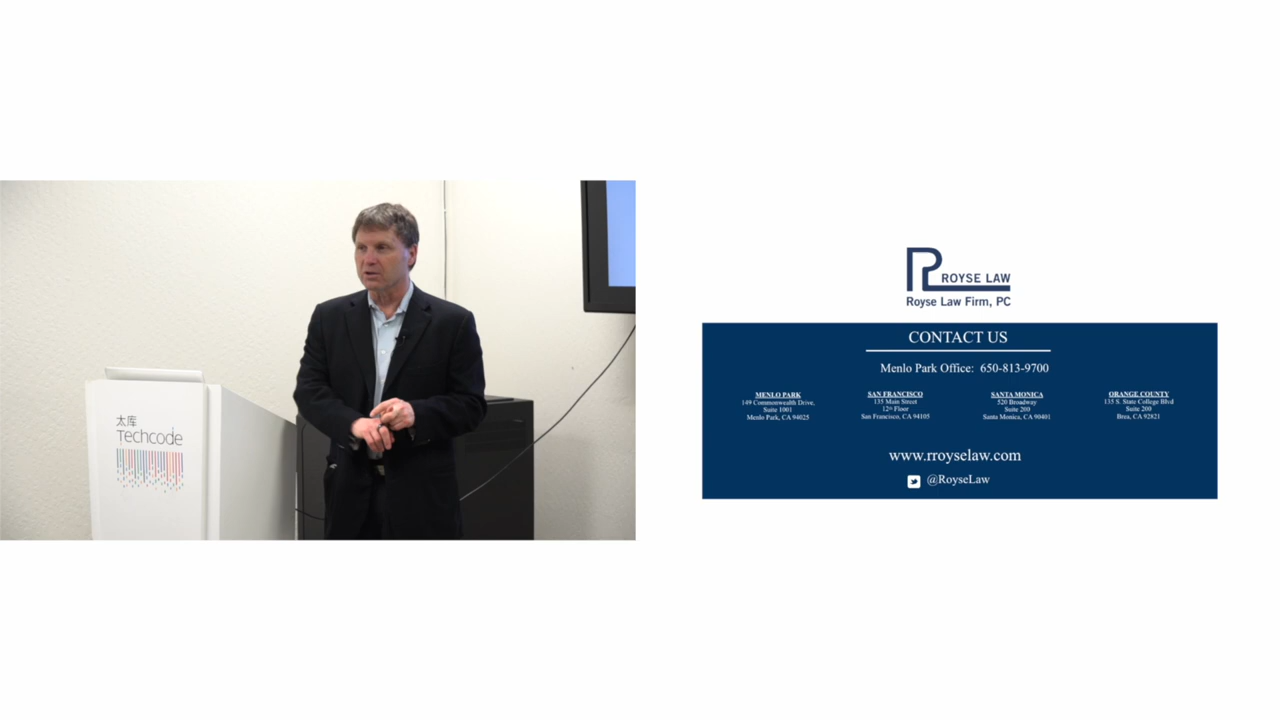 太库
Techcode
ROYSE LAW
Royse Law Firm, PC
CONTACT US
Menlo Park Office: 650-813-9700
MENLO PARK
149 Commonwealth Drive,
Suite 1001
Menlo Park, CA 94025
SAN FRANCISCO
135 Main Street
12th Floor
San Francisco, CA 94105
SANTA MONICA
520 Broadway
Suite 200
Santa Monica, CA 90401
ORANGE COUNTY
135 S. State College Blvd
Suite 200
Brea, CA 92821
www.rroyselaw.com
@RoyseLaw